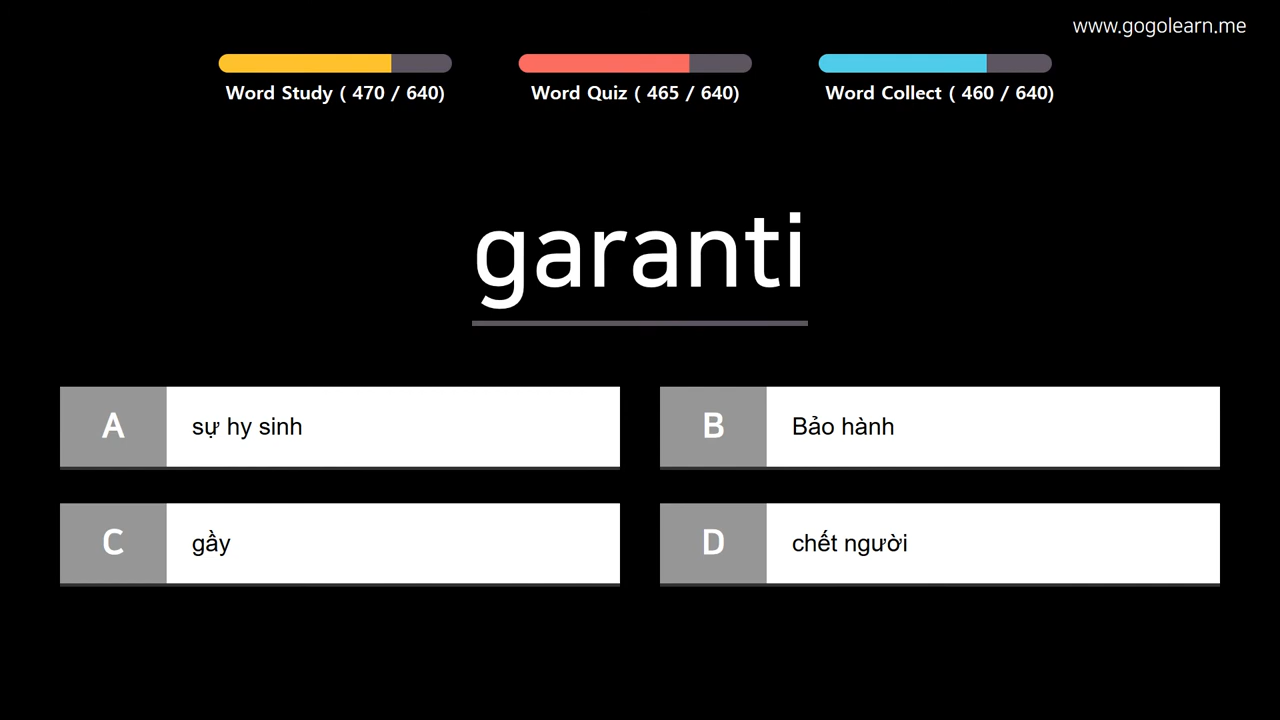 www.gogolearn.me
Word Study ( 470 / 640)
Word Quiz ( 465 / 640)
Word Collect ( 460 / 640)
garanti
A sự hy sinh
B Bảo hành
C gầy
D chết người